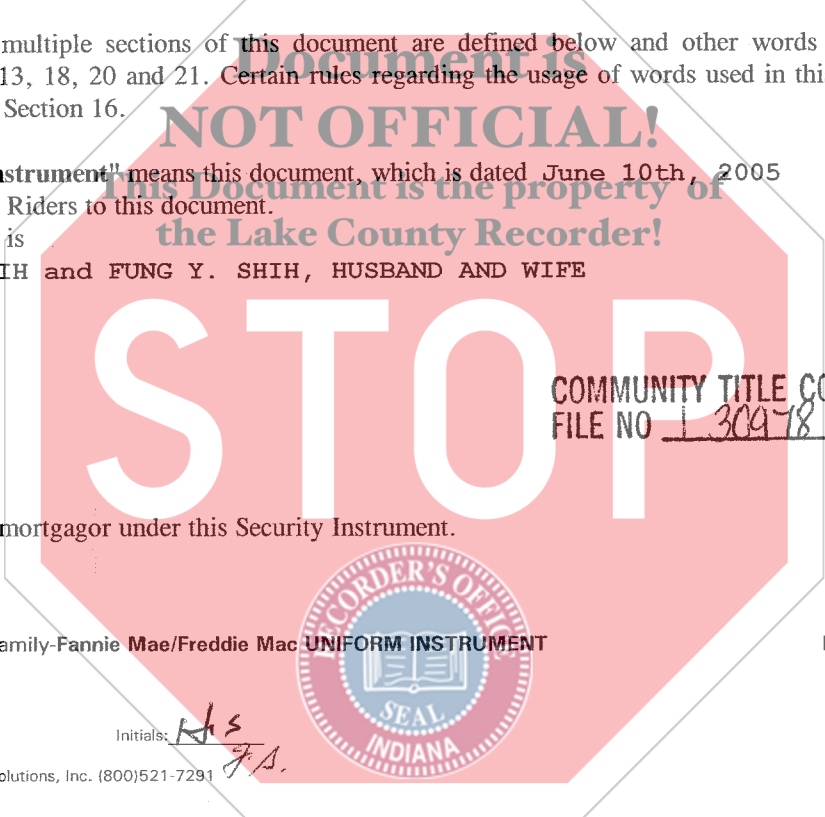 multiple sections of this document are defined below and other words
13, 18, 20 and 21. Certain rules regarding the usage of words used in thi
Section 16.
Document is
NOT OFFICIAL!
This Document is the property of
the Lake County Recorder!
strument" means this document, which is dated June 10th, 2005
Riders to this document.
is
IH and FUNG Y. SHIH, HUSBAND AND WIFE
STOP
COMMUNITY TITLE CO
FILE NO L 30978
mortgagor under this Security Instrument.
RECORDER'S OFFICE
SEAL
INDIANA
amily-Fannie Mae/Freddie Mac UNIFORM INSTRUMENT
Initials: HS
J.S.
olutions, Inc. (800)521-7291